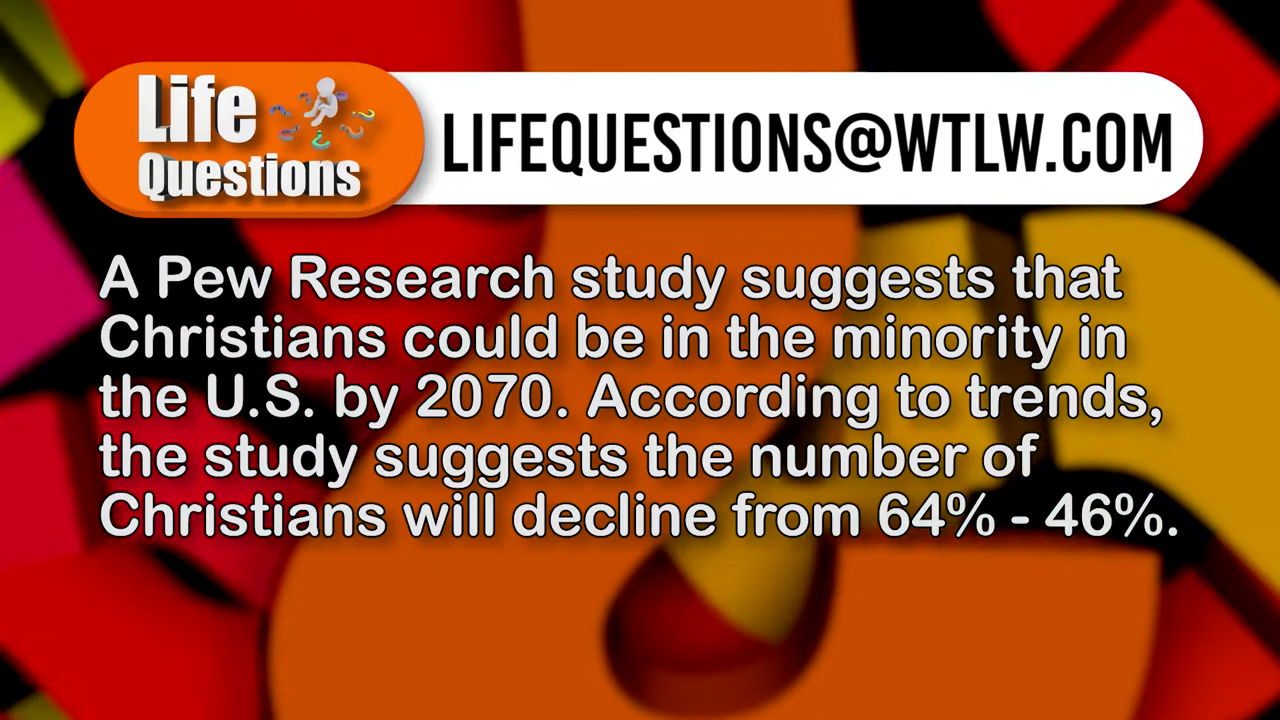 Life
Questions
LIFEQUESTIONS@WTLW.COM
A Pew Research study suggests that
Christians could be in the minority in
the U.S. by 2070. According to trends,
the study suggests the number of
Christians will decline from 64% - 46%.